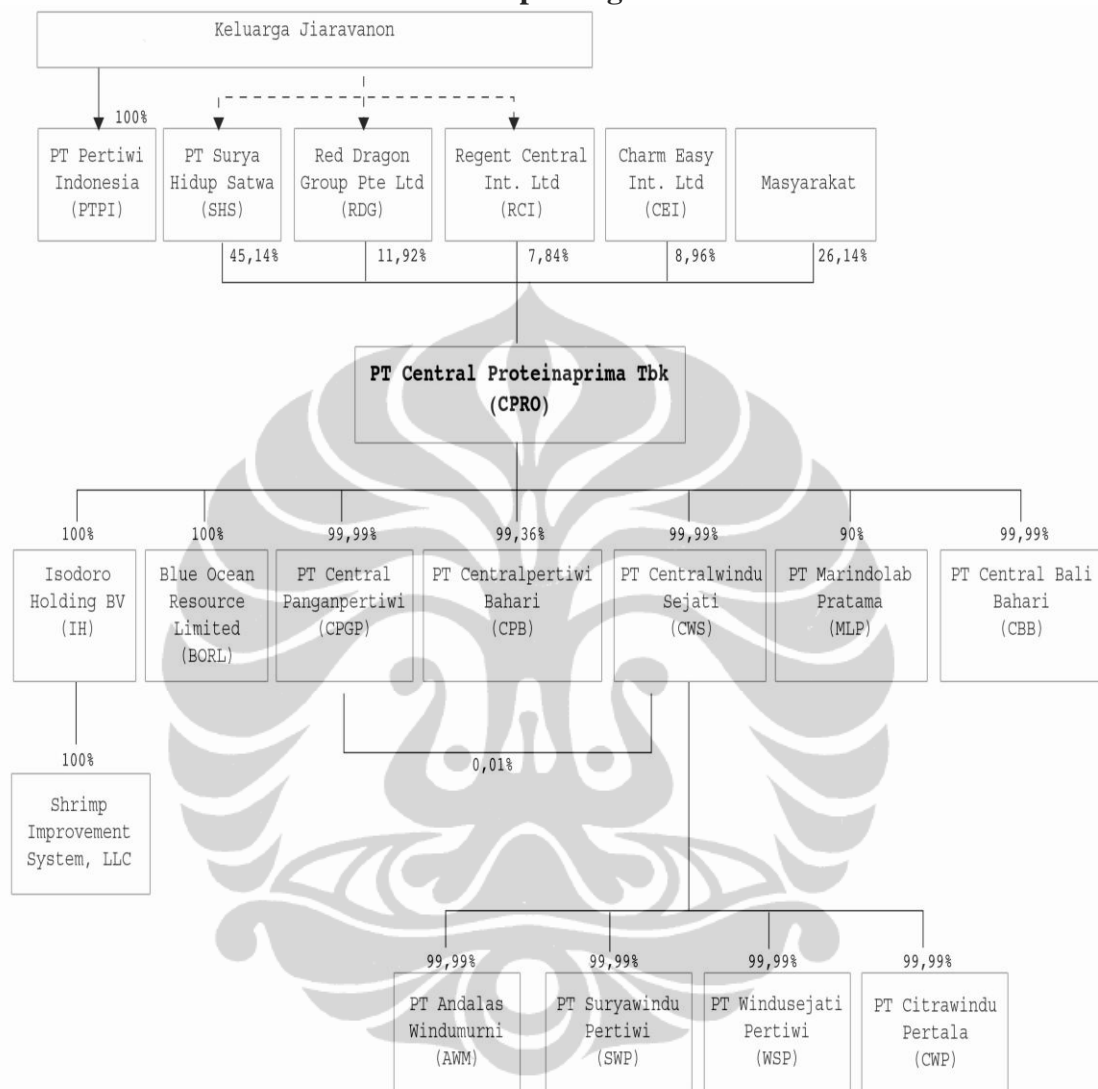 Keluarga Jiaravanon
100%
PT Pertiwi
Indonesia
(PTPI)
PT Surya
Hidup Satwa
(SHS)
Red Dragon
Group Pte Ltd
(RDG)
Regent Central
Int. Ltd
(RCI)
Charm Easy
Int. Ltd
(CEI)
Masyarakat
45,14%
11,92%
7,84%
8,96%
26,14%
PT Central Proteinaprima Tbk
(CPRO)
100%
Isodoro
Holding BV
(IH)
100%
Blue Ocean
Resource
Limited
(BORL)
99,99%
PT Central
Panganpertiwi
(CPGP)
99,36%
PT Centralpertiwi
Bahari
(CPB)
99,99%
PT Centralwindu
Sejati
(CWS)
90%
PT Marindolab
Pratama
(MLP)
99,99%
PT Central Bali
Bahari
(CBB)
0,01%
100%
Shrimp
Improvement
System, LLC
99,99%
PT Andalas
Windumurni
(AWM)
99,99%
PT Suryawindu
Pertiwi
(SWP)
99,99%
PT Windusejati
Pertiwi
(WSP)
99,99%
PT Citrawindu
Pertala
(CWP)